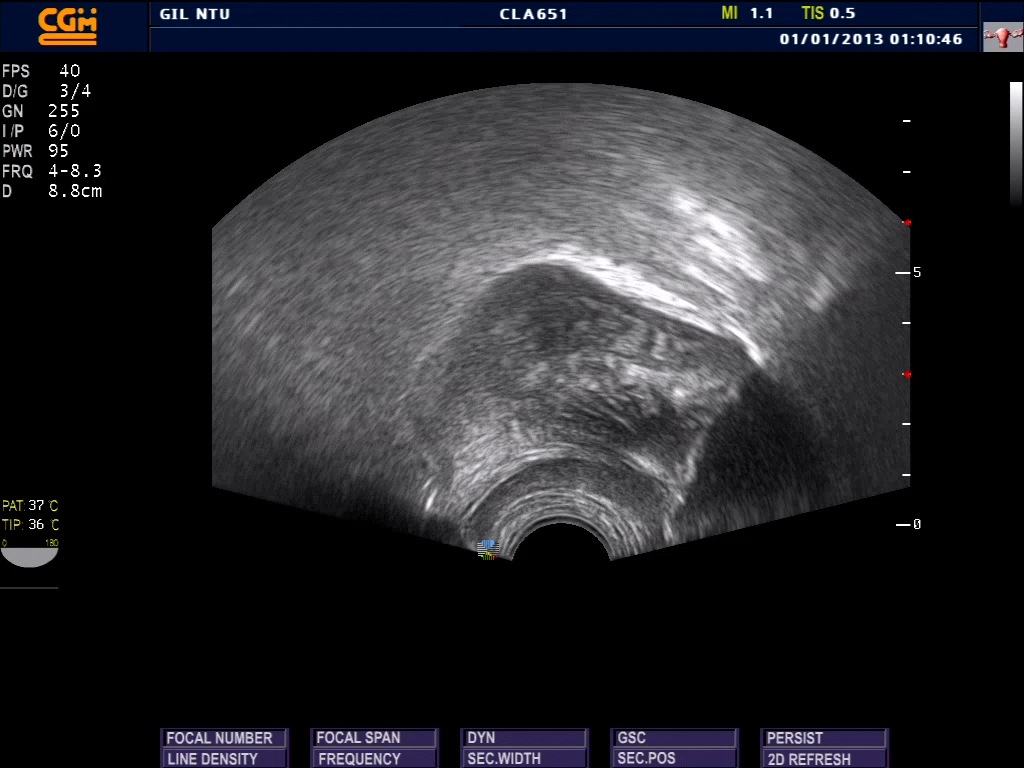 CGM
GIL NTU CLA651 MI 1.1 TIS 0.5
01/01/2013 01:10:46
FPS 40
D/G 3/4
GN 255
I/P 6/0
PWR 95
FRQ 4-8.3
D 8.8cm
5
PAT: 37 °C
TIP: 36 °C
0 180
0
FOCAL NUMBER FOCAL SPAN DYN GSC PERSIST
LINE DENSITY FREQUENCY SEC.WIDTH SEC.POS 2D REFRESH